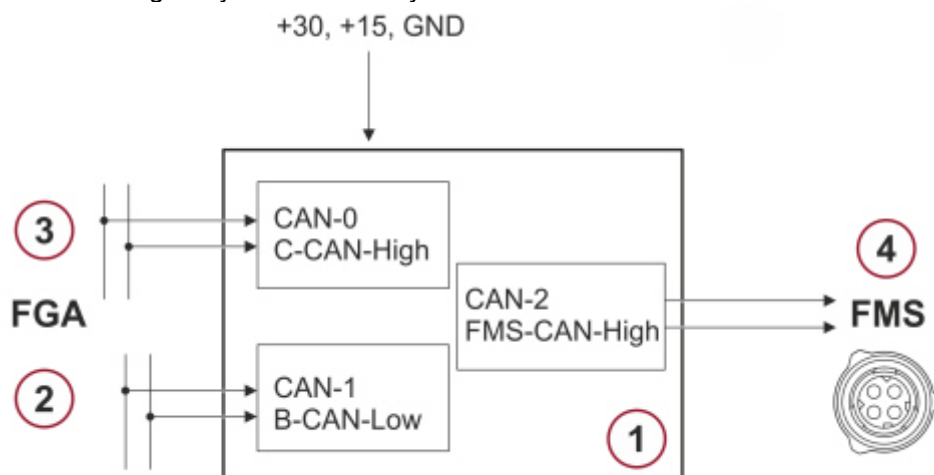 +30, +15, GND
3
CAN-0
C-CAN-High
4
FGA
CAN-2
FMS-CAN-High
FMS
2
CAN-1
B-CAN-Low
1